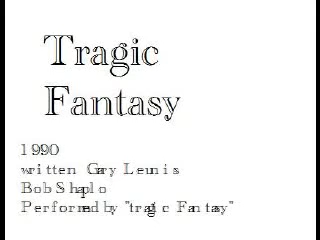 Tragic
Fantasy
1990
written Gary Leunis
Bob Shaplo
Performed by "tragic Fantasy"